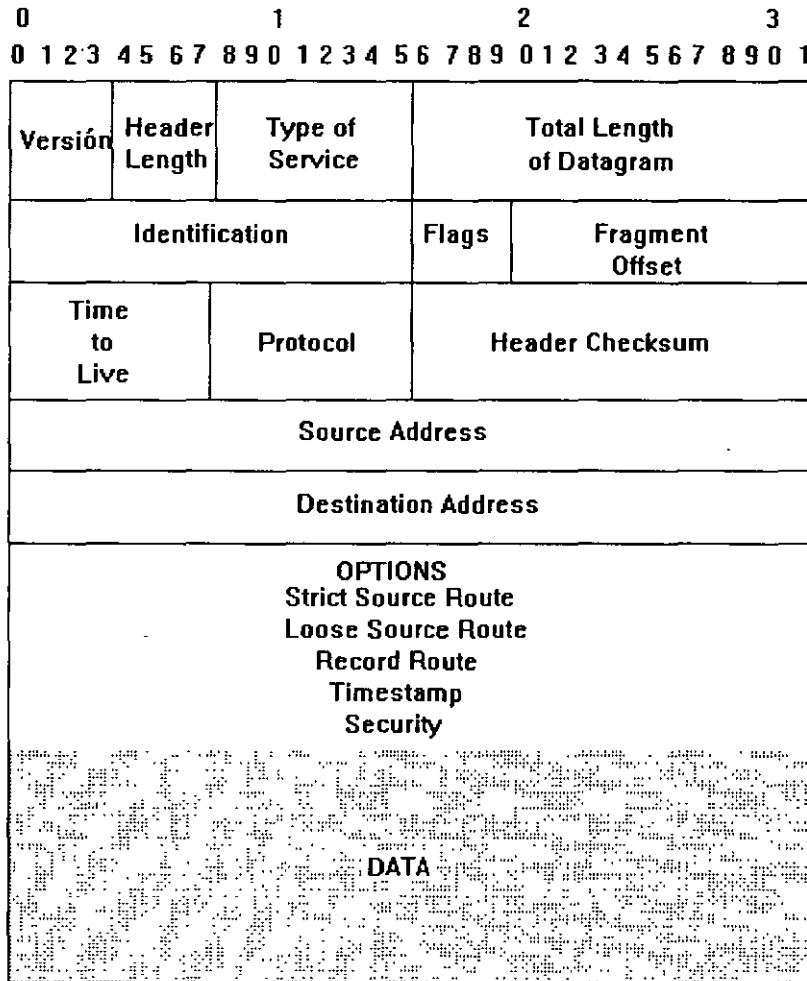 0 1 2 3
0 1 2 3 4 5 6 7 8 9 0 1 2 3 4 5 6 7 8 9 0 1 2 3 4 5 6 7 8 9 0 1
Versión Header Length Type of Service Total Length of Datagram
Identification Flags Fragment Offset
Time to Live Protocol Header Checksum
Source Address
Destination Address
OPTIONS
Strict Source Route
Loose Source Route
Record Route
Timestamp
Security
DATA